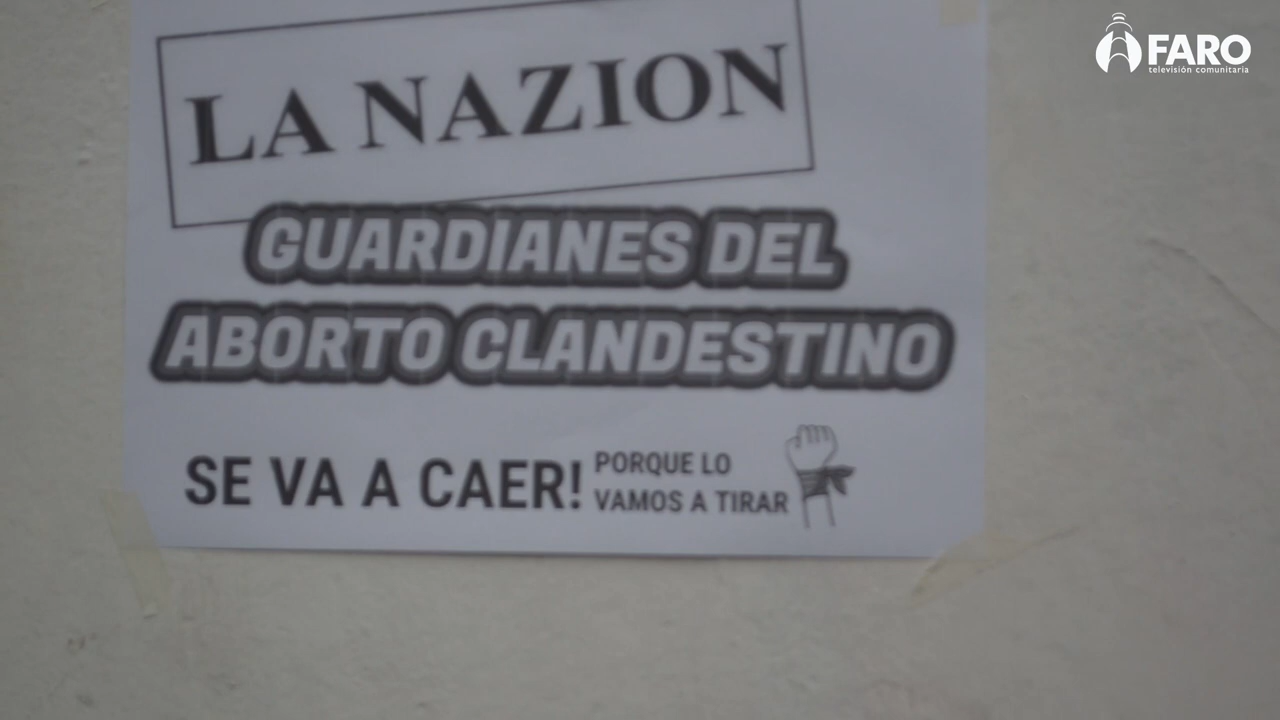 FARO
televisión comunitaria
LA NAZION
GUARDIANES DEL
ABORTO CLANDESTINO
SE VA A CAER!
PORQUE LO
VAMOS A TIRAR